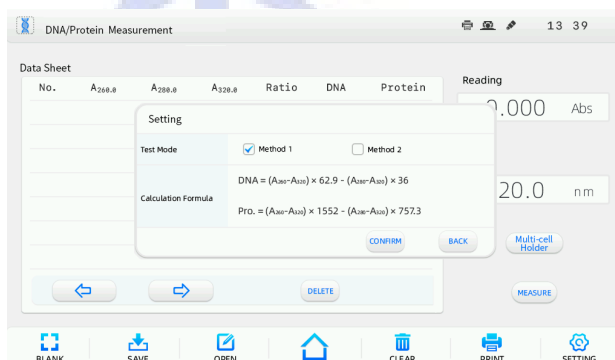 DNA/Protein Measurement
13 39
Data Sheet
No. A260.0 A280.0 A320.0 Ratio DNA Protein
Reading
.000 Abs
Setting
Test Mode Method 1 Method 2
Calculation Formula
DNA = (A260-A320) × 62.9 - (A280-A320) × 36
Pro. = (A260-A320) × 1552 - (A280-A320) × 757.3
20.0 nm
CONFIRM BACK
Multi-cell
Holder
DELETE
MEASURE
BLANK SAVE OPEN CLEAR PRINT SETTING